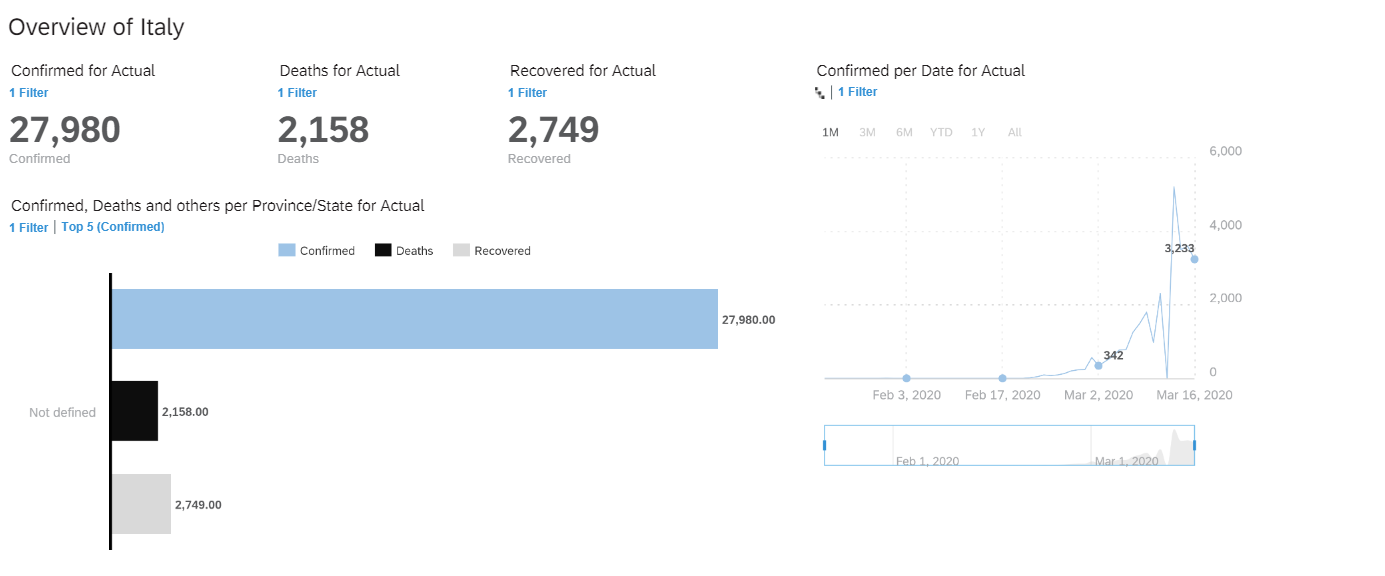 Overview of Italy
Confirmed for Actual
1 Filter
27,980
Confirmed
Deaths for Actual
1 Filter
2,158
Deaths
Recovered for Actual
1 Filter
2,749
Recovered
Confirmed, Deaths and others per Province/State for Actual
1 Filter | Top 5 (Confirmed)
Confirmed Deaths Recovered
27,980.00
Not defined 2,158.00
2,749.00
Confirmed per Date for Actual
| 1 Filter
1M 3M 6M YTD 1Y All
6,000
4,000
3,233
2,000
342
0
Feb 3, 2020 Feb 17, 2020 Mar 2, 2020 Mar 16, 2020
Feb 1, 2020 Mar 1, 2020